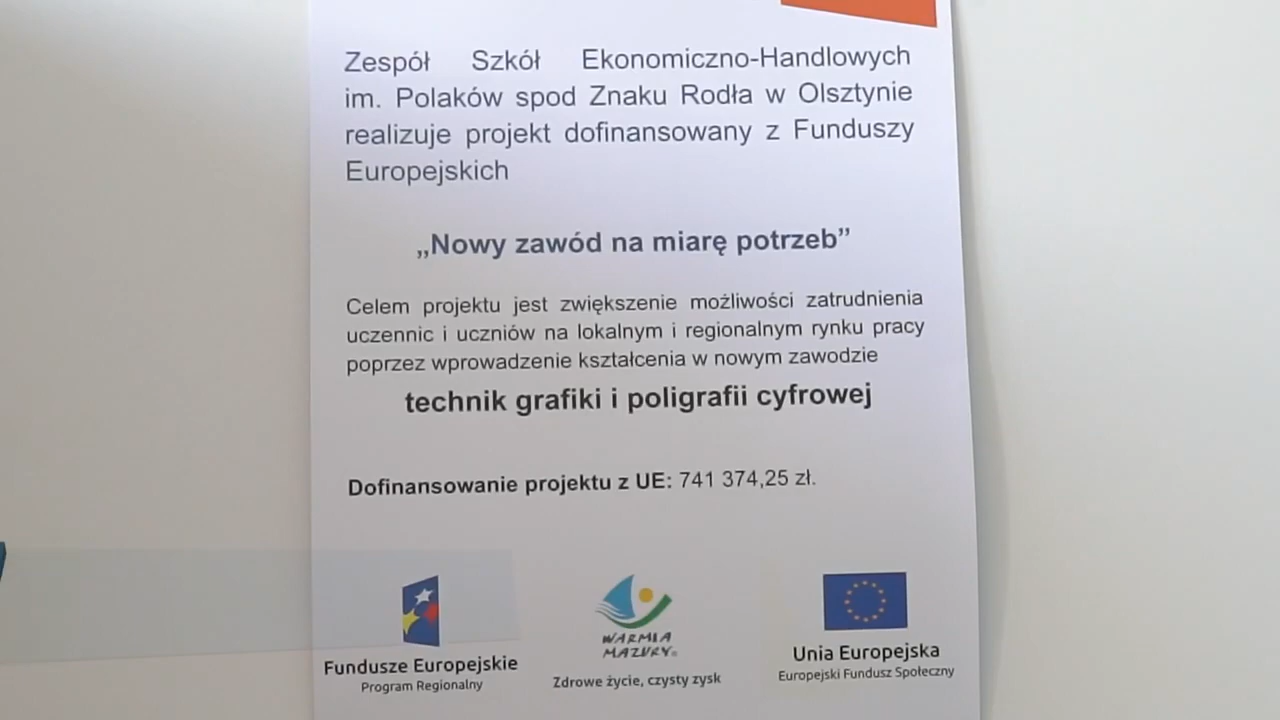 Zespół Szkół Ekonomiczno-Handlowych
im. Polaków spod Znaku Rodła w Olsztynie
realizuje projekt dofinansowany z Funduszy
Europejskich
„Nowy zawód na miarę potrzeb”
Celem projektu jest zwiększenie możliwości zatrudnienia
uczennic i uczniów na lokalnym i regionalnym rynku pracy
poprzez wprowadzenie kształcenia w nowym zawodzie
technik grafiki i poligrafii cyfrowej
Dofinansowanie projektu z UE: 741 374,25 zł.
Fundusze Europejskie
Program Regionalny
WARMIA
MAZURY®
Zdrowe życie, czysty zysk
Unia Europejska
Europejski Fundusz Społeczny